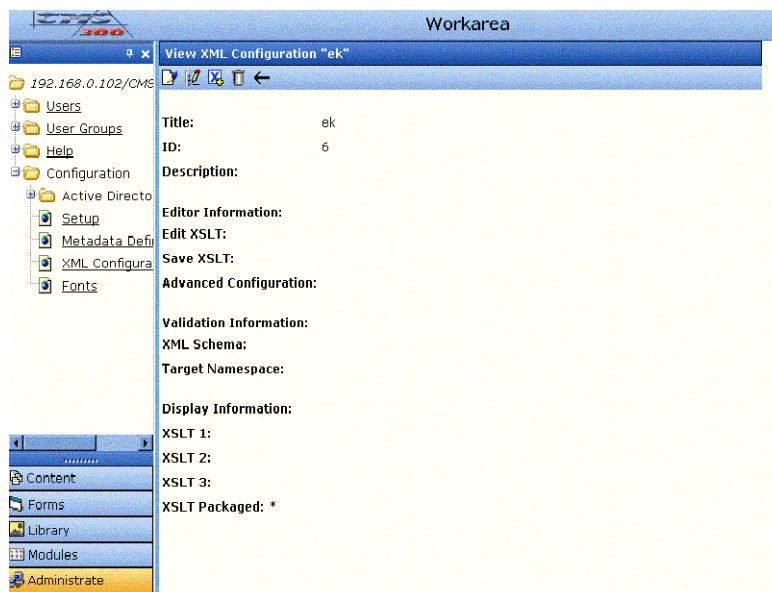 CMS
300
Workarea
View XML Configuration "ek"
192.168.0.102/CMS
Users
User Groups
Help
Configuration
Active Directo
Setup
Metadata Defi
XML Configura
Fonts
Content
Forms
Library
Modules
Administrate
Title: ek
ID: 6
Description:
Editor Information:
Edit XSLT:
Save XSLT:
Advanced Configuration:
Validation Information:
XML Schema:
Target Namespace:
Display Information:
XSLT 1:
XSLT 2:
XSLT 3:
XSLT Packaged: *